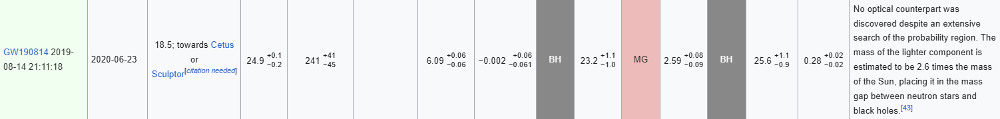 GW190814 2019-
08-14 21:11:18
2020-06-23
18.5; towards Cetus
or
Sculptor[citation needed]
24.9 +0.1 −0.2
241 +41 −45
6.09 +0.06 −0.06
−0.002 +0.06 −0.061
BH
23.2 +1.1 −1.0
MG
2.59 +0.08 −0.09
BH
25.6 +1.1 −0.9
0.28 +0.02 −0.02
No optical counterpart was
discovered despite an extensive
search of the probability region. The
mass of the lighter component is
estimated to be 2.6 times the mass
of the Sun, placing it in the mass
gap between neutron stars and
black holes.[43]